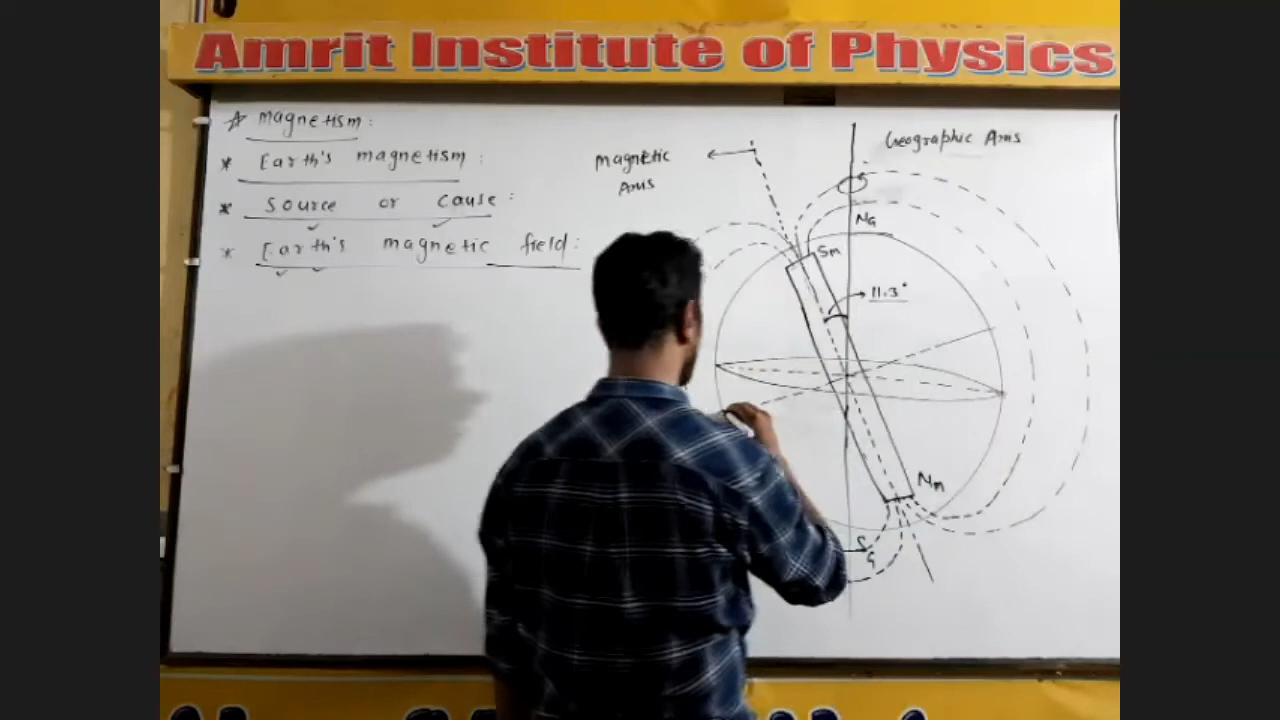 Amrit Institute of Physics
☆ Magnetism:
* Earth's magnetism:
* Source or cause:
* Earth's magnetic field:
Magnetic
Axis
Geographic Axis
NG
Sm
11.3°
Nm
SG